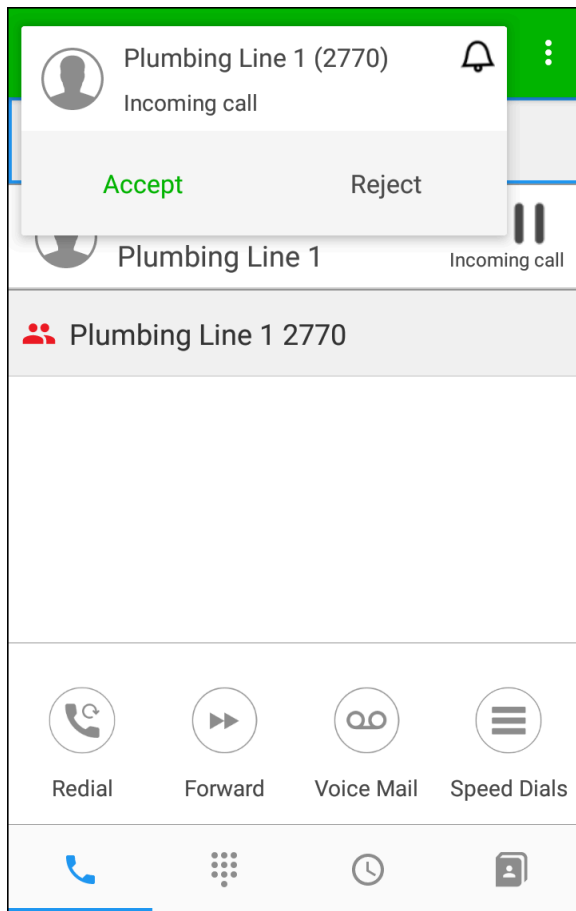 Plumbing Line 1 (2770)
Incoming call
Accept Reject
Plumbing Line 1
Incoming call
Plumbing Line 1 2770
Redial Forward Voice Mail Speed Dials